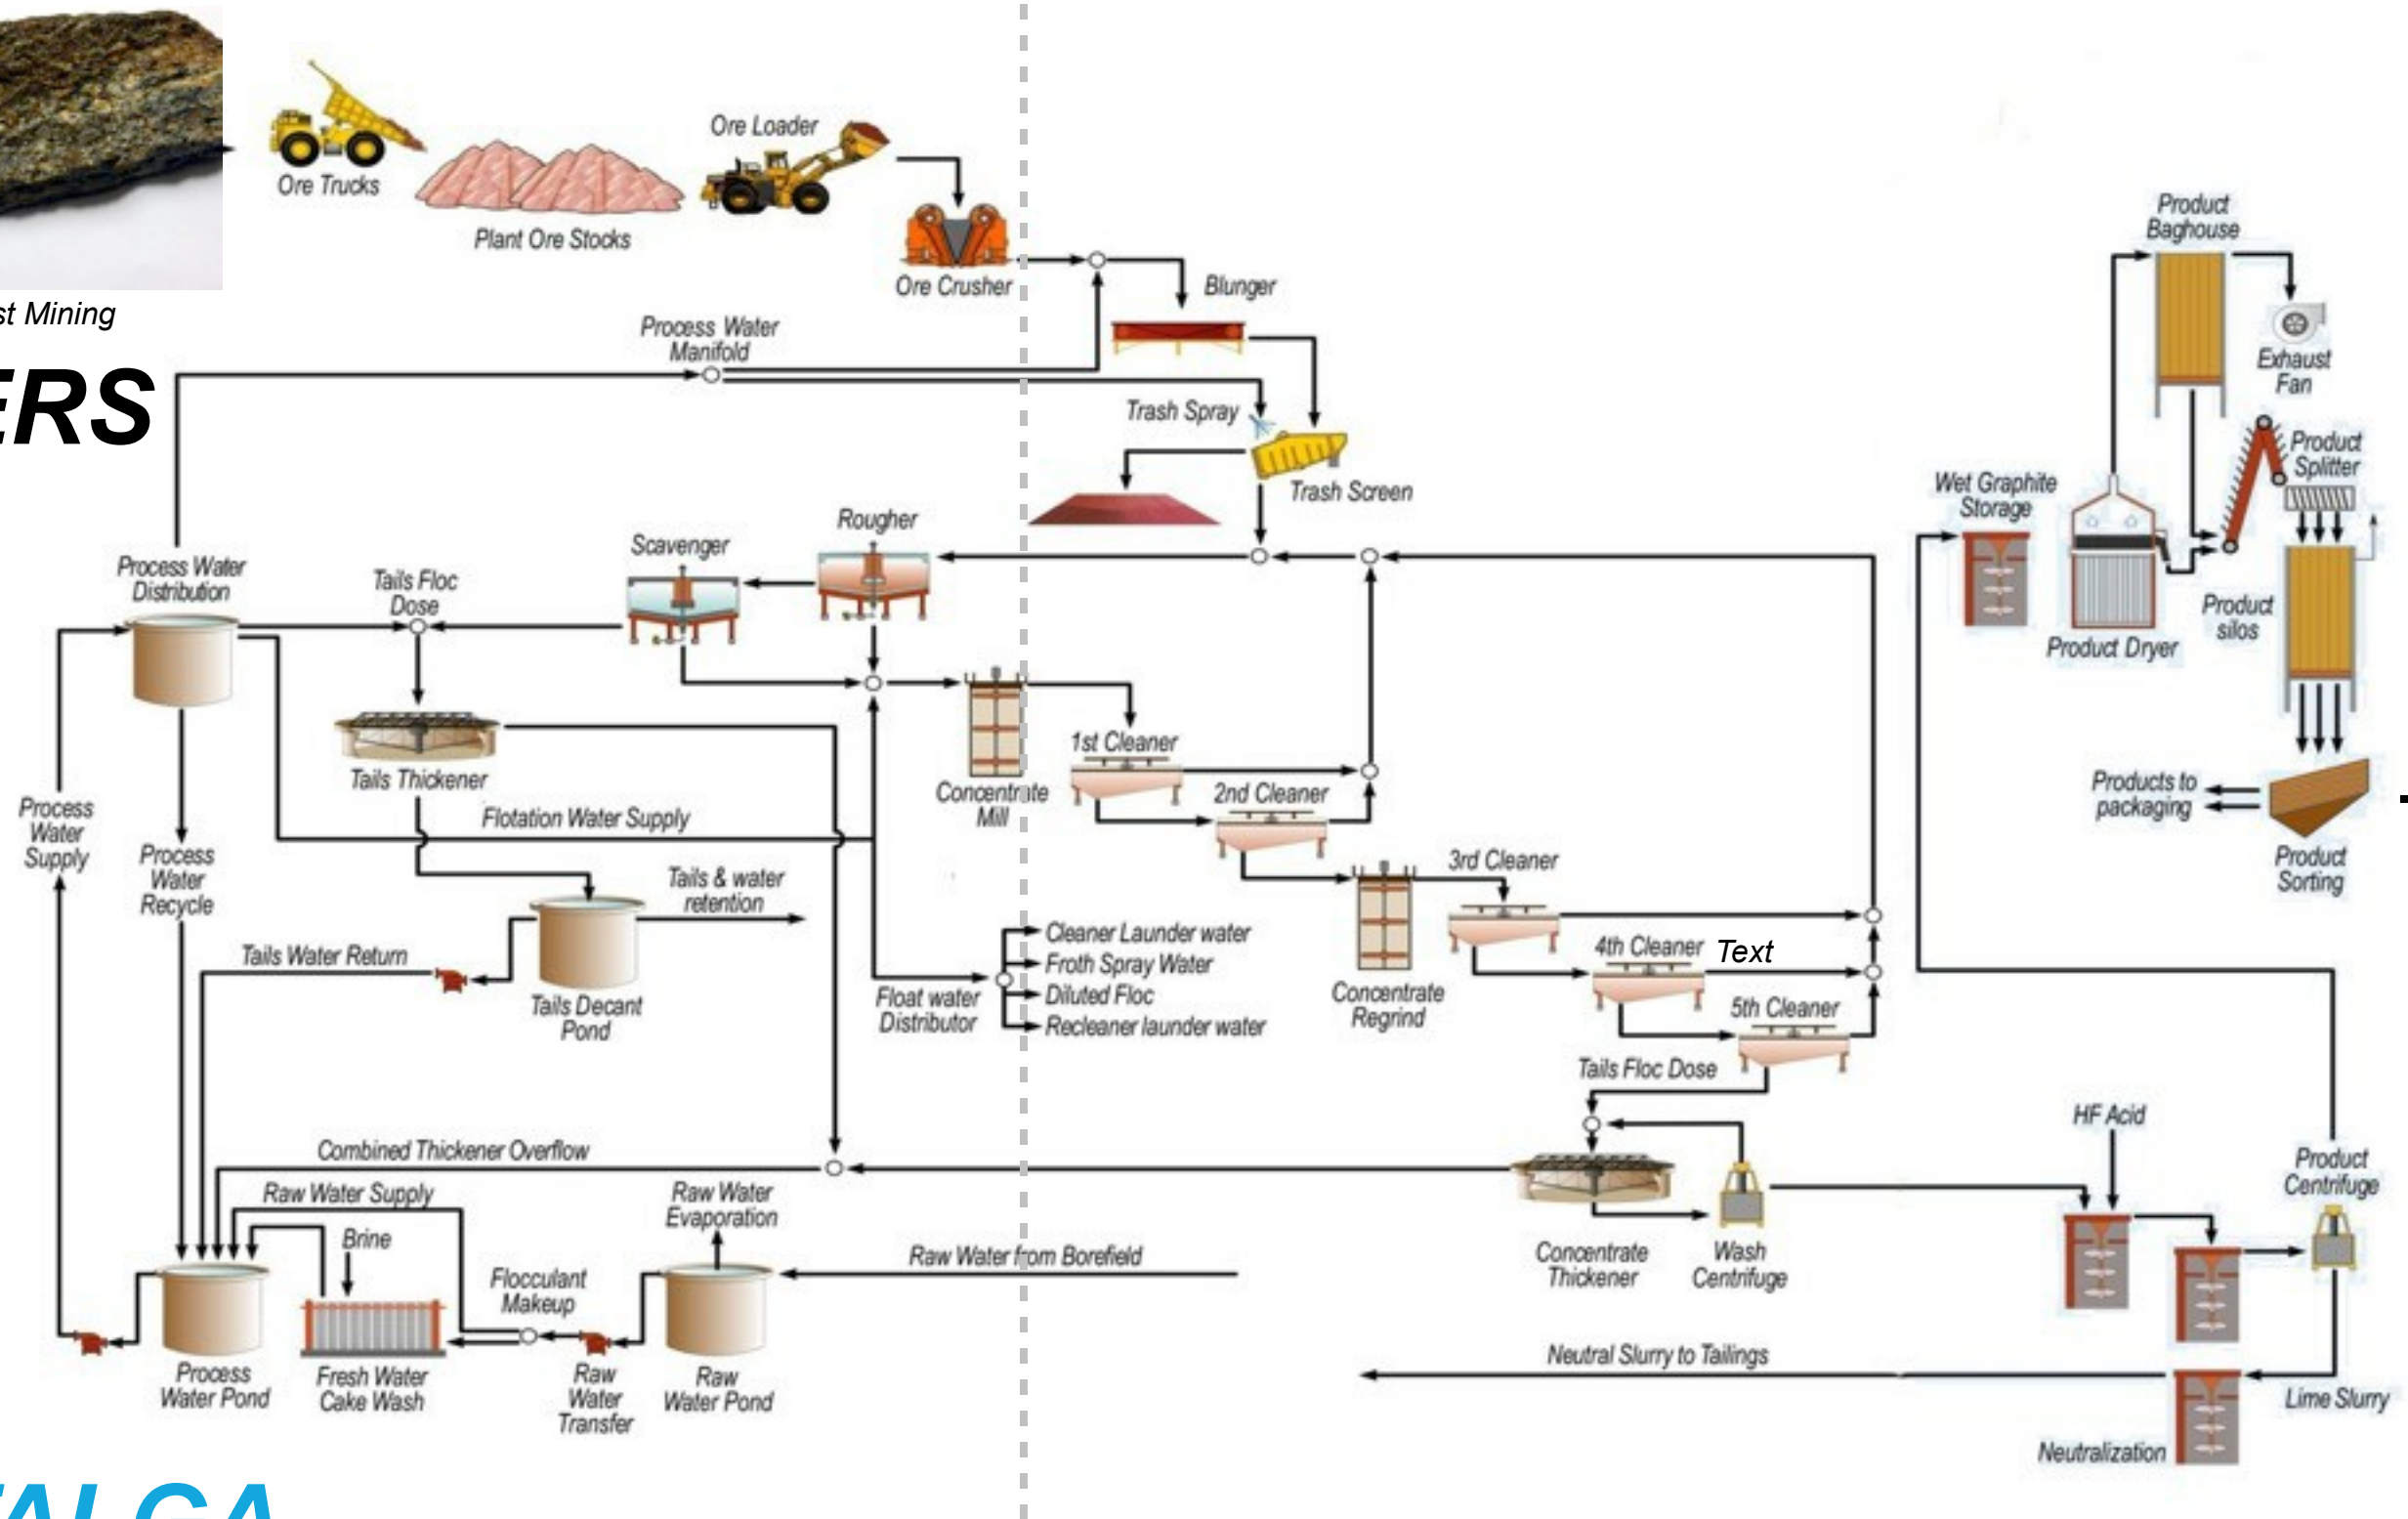 Ore Trucks
Plant Ore Stocks
Ore Loader
Ore Crusher
st Mining
ERS
Process Water
Manifold
Blunger
Trash Spray
Trash Screen
Product
Baghouse
Exhaust
Fan
Product
Splitter
Wet Graphite
Storage
Product Dryer
Product
silos
Products to
packaging
Product
Sorting
Process Water
Distribution
Tails Floc
Dose
Scavenger
Rougher
Tails Thickener
Concentrate
Mill
1st Cleaner
2nd Cleaner
3rd Cleaner
4th Cleaner
Text
5th Cleaner
Concentrate
Regrind
Process
Water
Supply
Process
Water
Recycle
Flotation Water Supply
Tails & water
retention
Tails Water Return
Tails Decant
Pond
Float water
Distributor
Cleaner Launder water
Froth Spray Water
Diluted Floc
Recleaner launder water
Tails Floc Dose
HF Acid
Product
Centrifuge
Combined Thickener Overflow
Raw Water Supply
Raw Water
Evaporation
Brine
Flocculant
Makeup
Raw Water from Borefield
Concentrate
Thickener
Wash
Centrifuge
Process
Water Pond
Fresh Water
Cake Wash
Raw
Water
Transfer
Raw
Water Pond
Neutral Slurry to Tailings
Lime Slurry
Neutralization
TALGA